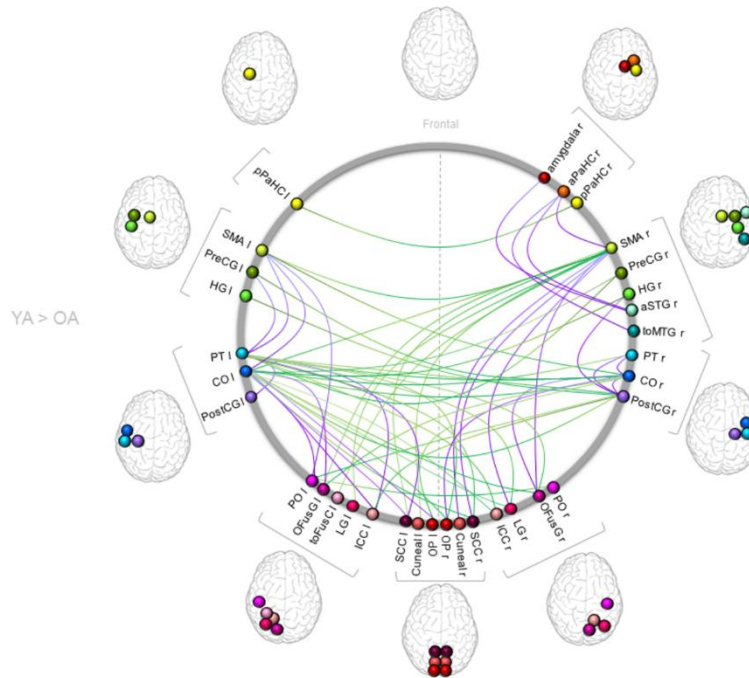 Frontal
amygdala r
aPaHC r
pPaHC r
pPaHC l
SMA l
PreCG l
HG l
SMA r
PreCG r
HG r
aSTG r
toMTG r
YA > OA
PT l
CO l
PostCG l
PT r
CO r
PostCG r
PO l
OFusG l
toFusC l
LG l
ICC l
SCC l
Cuneal l
OP l
OP r
Cuneal r
SCC r
ICC r
LG r
OFusG r
PO r